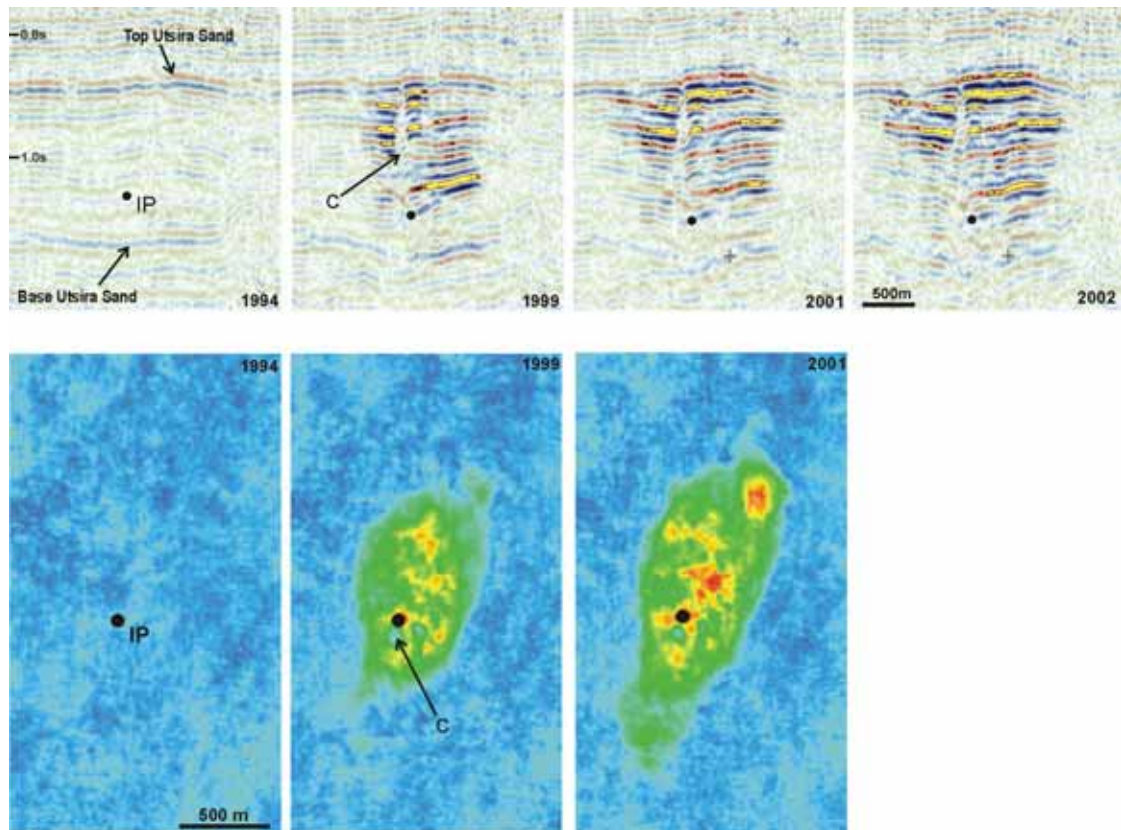 0.8s
Top Utsira Sand
1.0s
IP
C
Base Utsira Sand
1994
1999
2001
500m
2002
1994
1999
2001
IP
C
500 m